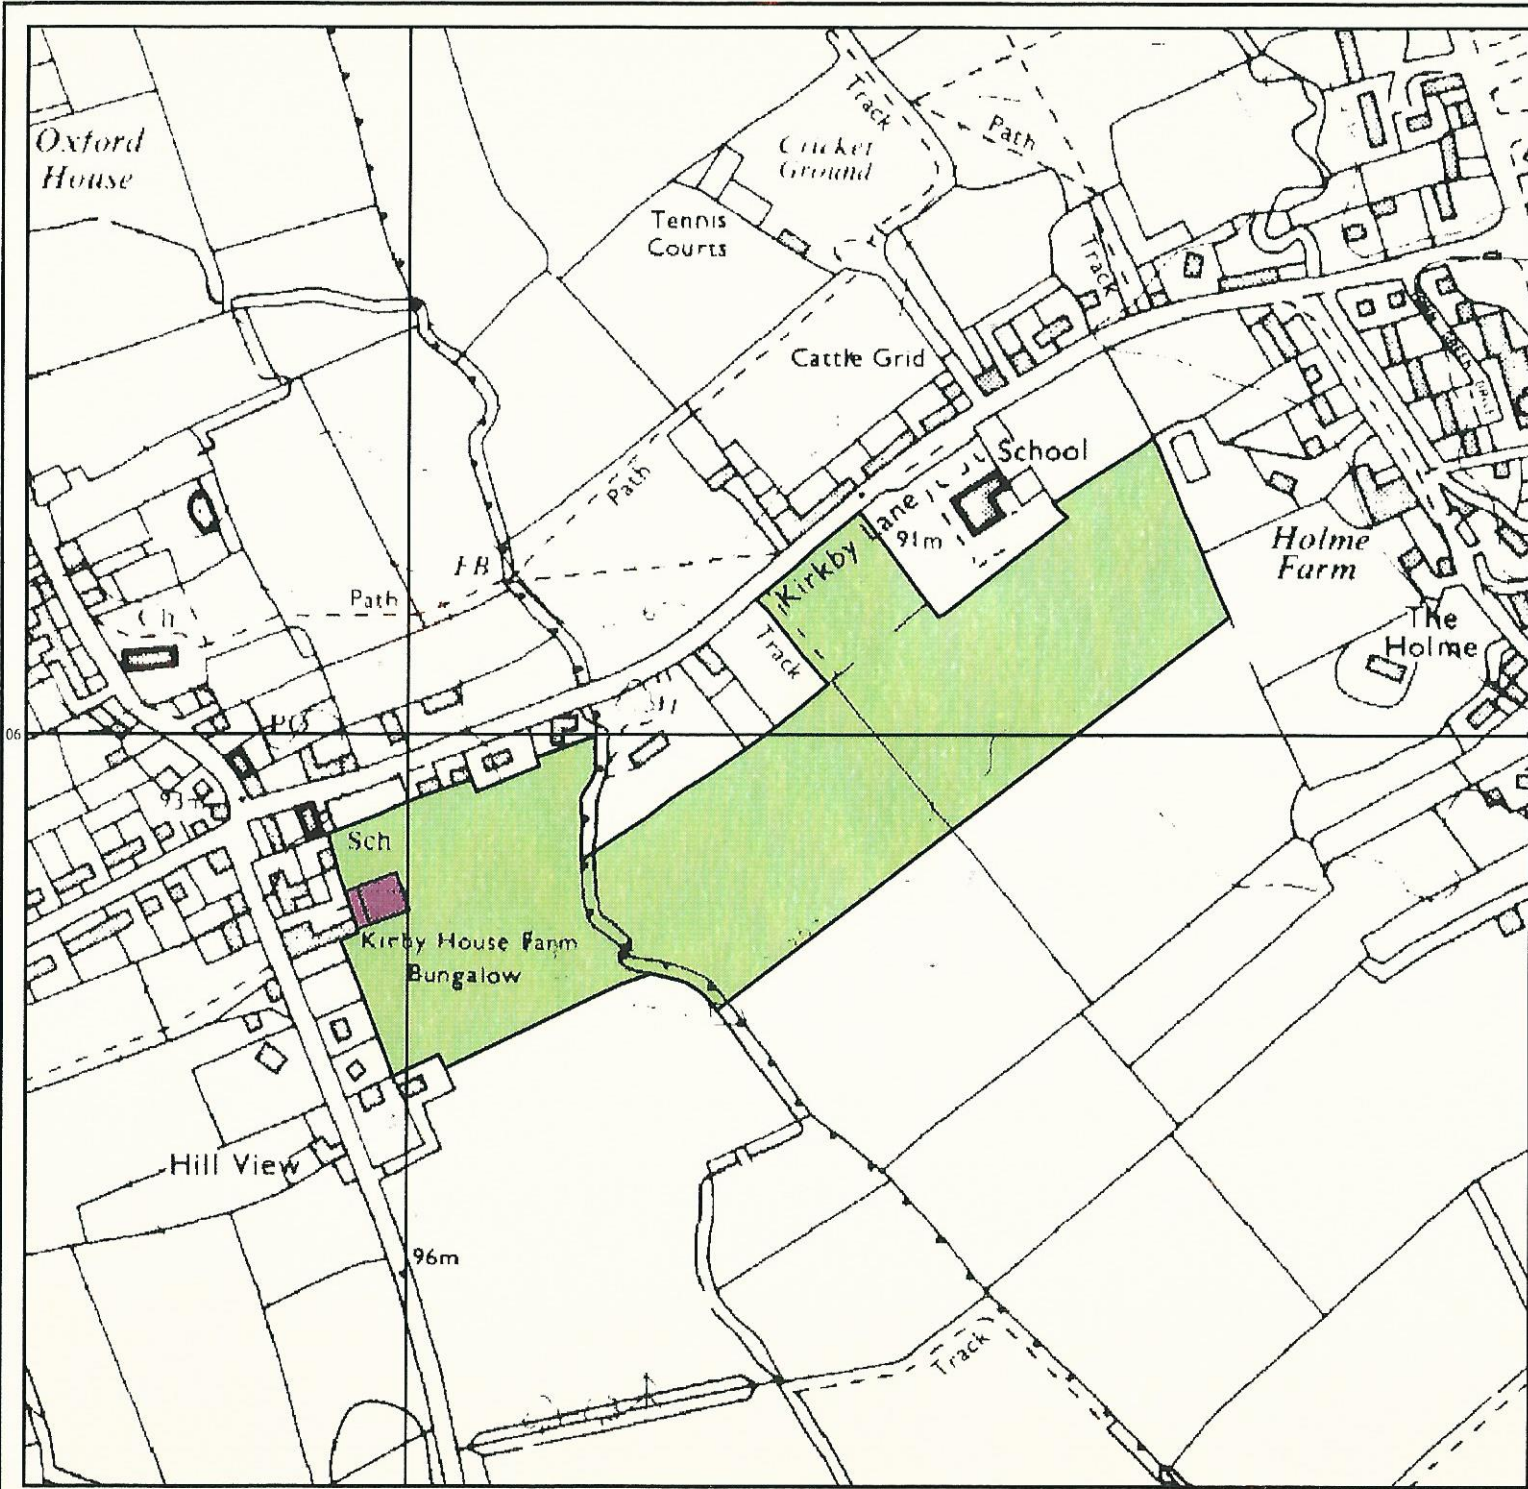 Oxford
House
Track
Path
Cricket
Ground
Tennis
Courts
Track
Cattle Grid
School
Path
Kirkby Lane
91m
FB
Path
Ch
Holme
Farm
The
Holme
Track
06
PO
93
Sch
Kirby House Farm
Bungalow
Hill View
96m
Track